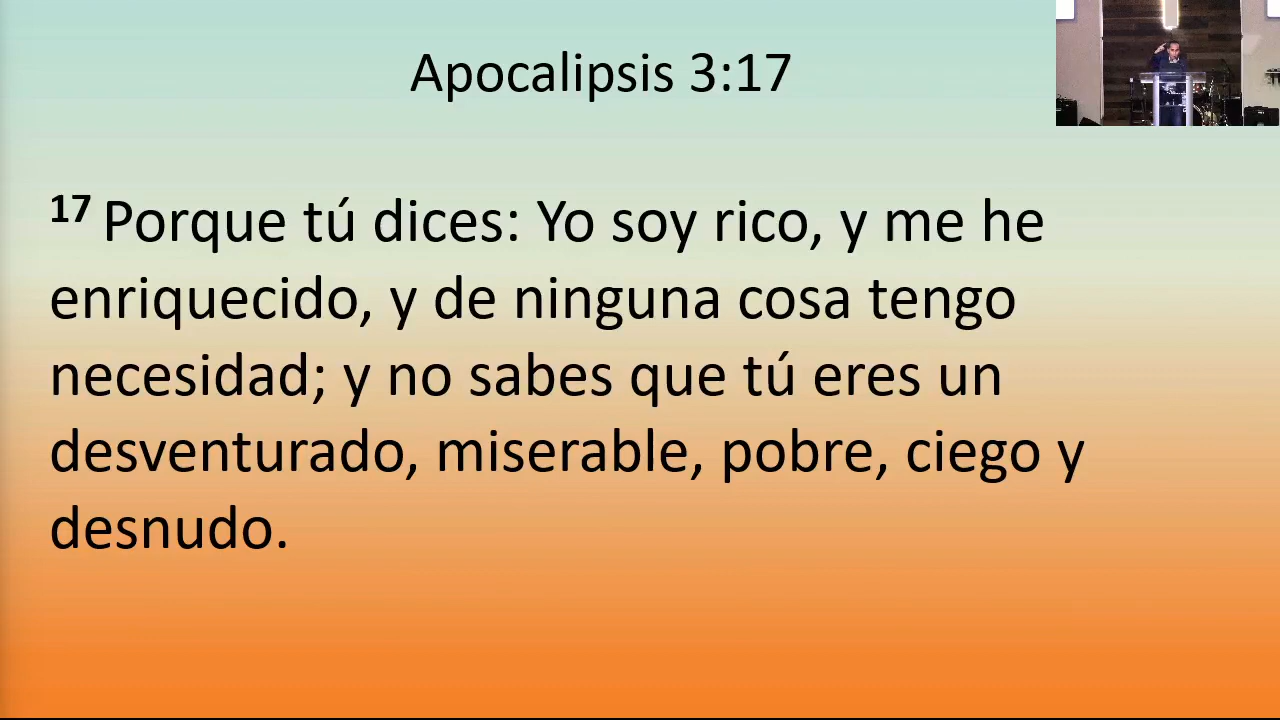 Apocalipsis 3:17
17 Porque tú dices: Yo soy rico, y me he
enriquecido, y de ninguna cosa tengo
necesidad; y no sabes que tú eres un
desventurado, miserable, pobre, ciego y
desnudo.